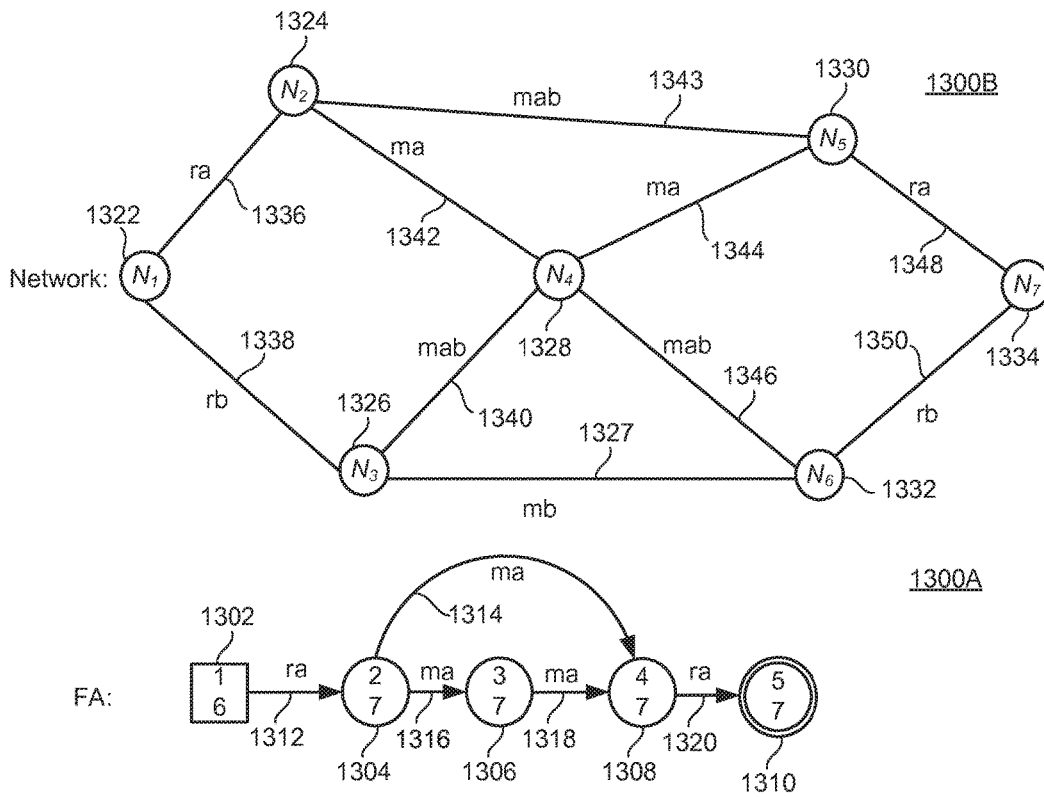 1324
N2
mab
1343
1330
1300B
N5
ma
ra
ma
ra
1322
1336
1342
1344
1348
Network:
N1
N4
N7
1338
mab
1328
mab
1350
1334
rb
1326
1340
1327
1346
rb
N3
N6
1332
mb
ma
1300A
1302
1314
FA:
1
6
ra
2
7
ma
3
7
ma
4
7
ra
5
7
1312
1316
1318
1320
1304
1306
1308
1310